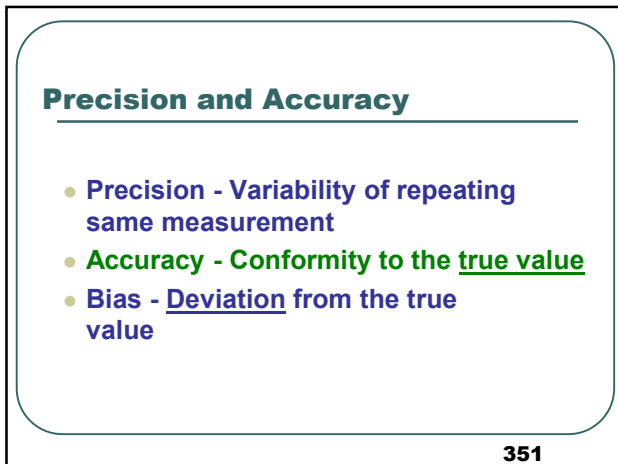 Precision and Accuracy
Precision - Variability of repeating
same measurement
Accuracy - Conformity to the true value
Bias - Deviation from the true
value
351